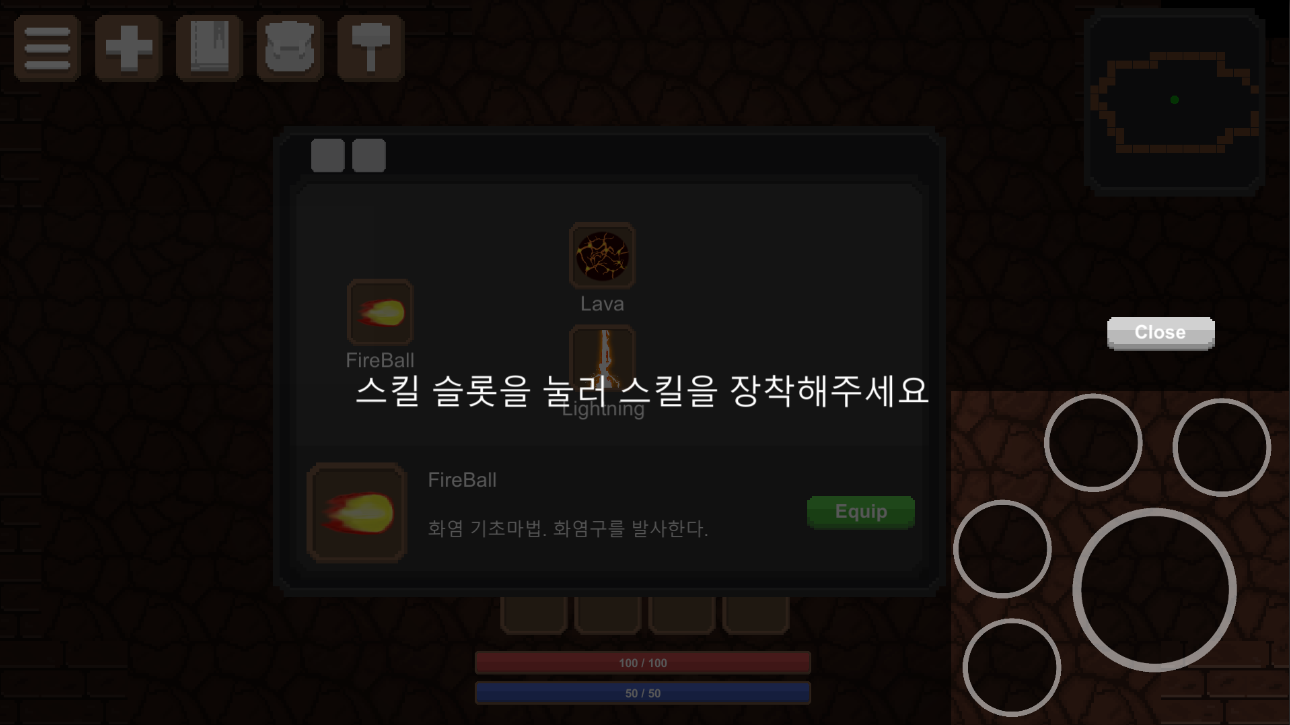 Lava
Close
FireBall
스킬 슬롯을 눌러 스킬을 장착해주세요
Lightning
FireBall
Equip
화염 기초마법. 화염구를 발사한다.
100 / 100
50 / 50